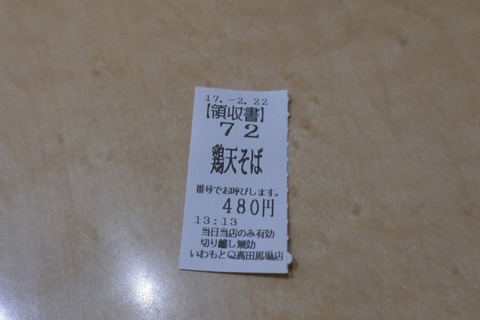 17.-2.22
【領収書】
72
鶏天そば
番号でお呼びします。
480円
13:13
当日当店のみ有効
切り離し無効
いわもとQ高田馬場店